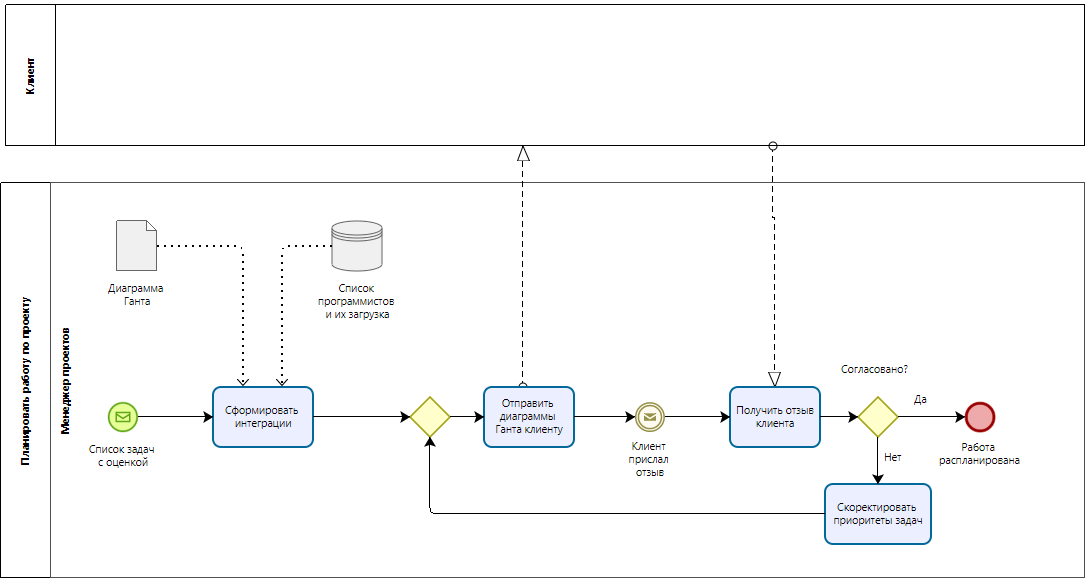 Клиент
Планировать работу по проекту
Менеджер проектов
Диаграмма
Ганта
Список
программистов
и их загрузка
Список задач
с оценкой
Сформировать
интеграции
Отправить
диаграммы
Ганта клиенту
Клиент
прислал
отзыв
Получить отзыв
клиента
Согласовано?
Да
Нет
Работа
распланирована
Скоректировать
приоритеты задач